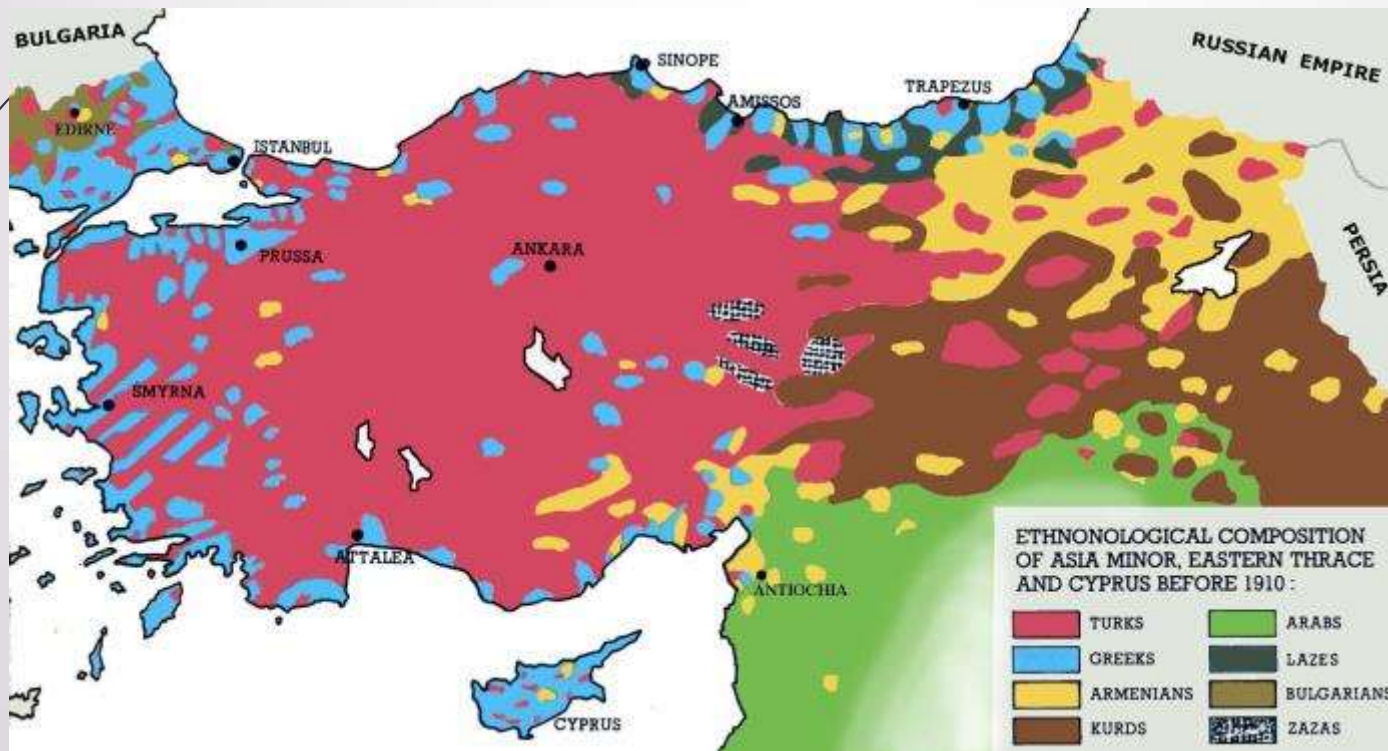 BULGARIA
RUSSIAN EMPIRE
SINOPE
AMISSOS
TRAPEZUS
EDIRNE
ISTANBUL
PERSIA
PRUSSA
ANKARA
SMYRNA
ATTALEA
ANTIOCHIA
CYPRUS
ETHNONOLOGICAL COMPOSITION
OF ASIA MINOR, EASTERN THRACE
AND CYPRUS BEFORE 1910 :
TURKS
GREEKS
ARMENIANS
KURDS
ARABS
LAZES
BULGARIANS
ZAZAS